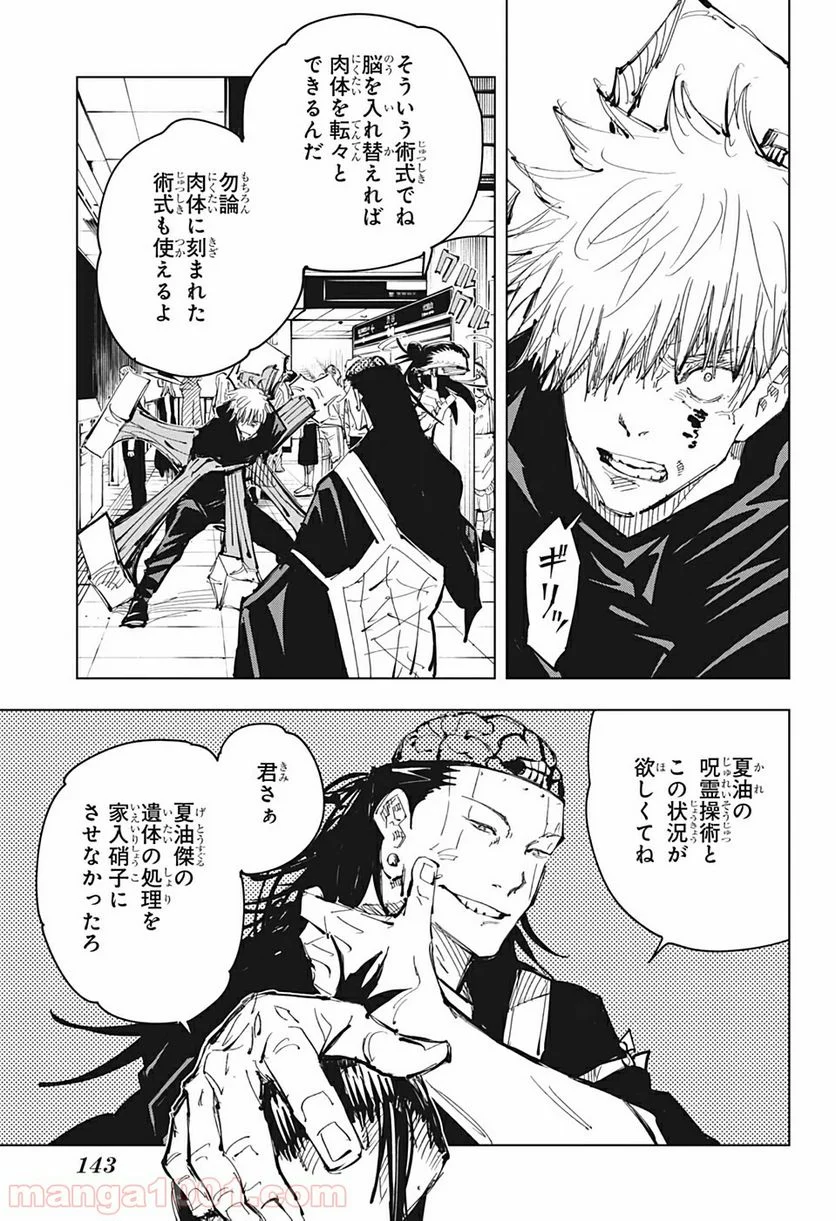 ギリッ
そういう術式でね
脳を入れ替えれば
肉体を転々と
できるんだ
勿論
肉体に刻まれた
術式も使えるよ
グル
グル
夏油の
呪霊操術と
この状況が
欲しくてね
君さぁ
夏油傑の
遺体の処理を
家入硝子に
させなかったろ
143
manga1001.com